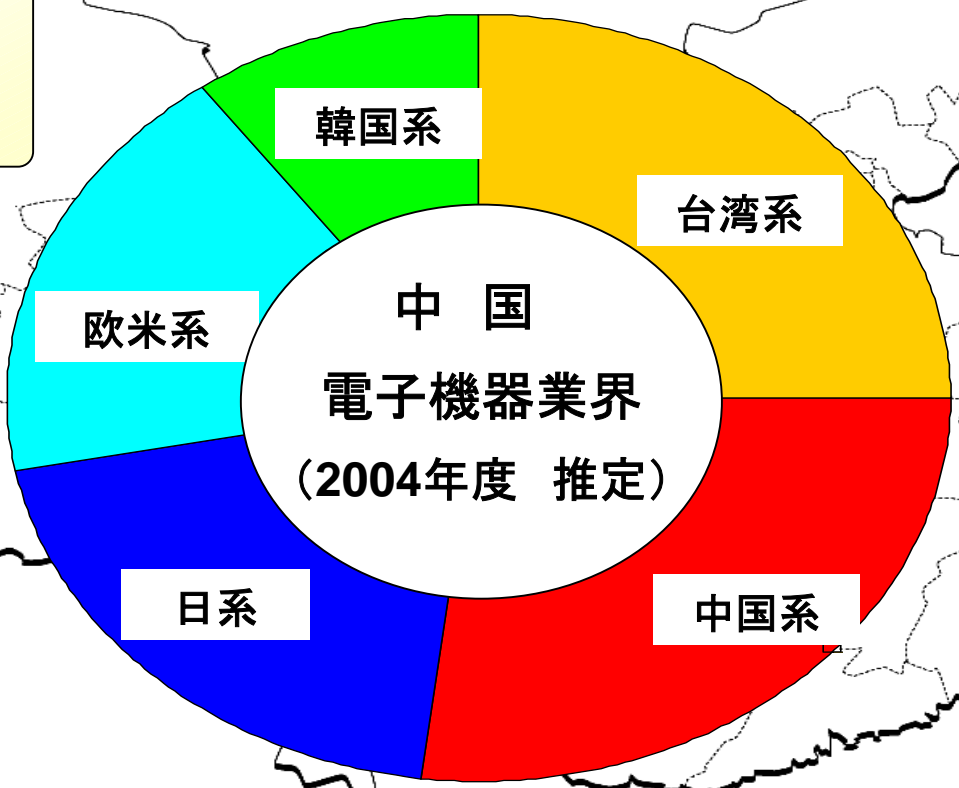 韓国系
台湾系
欧米系
中　国
電子機器業界
（2004年度　推定）
日系
中国系